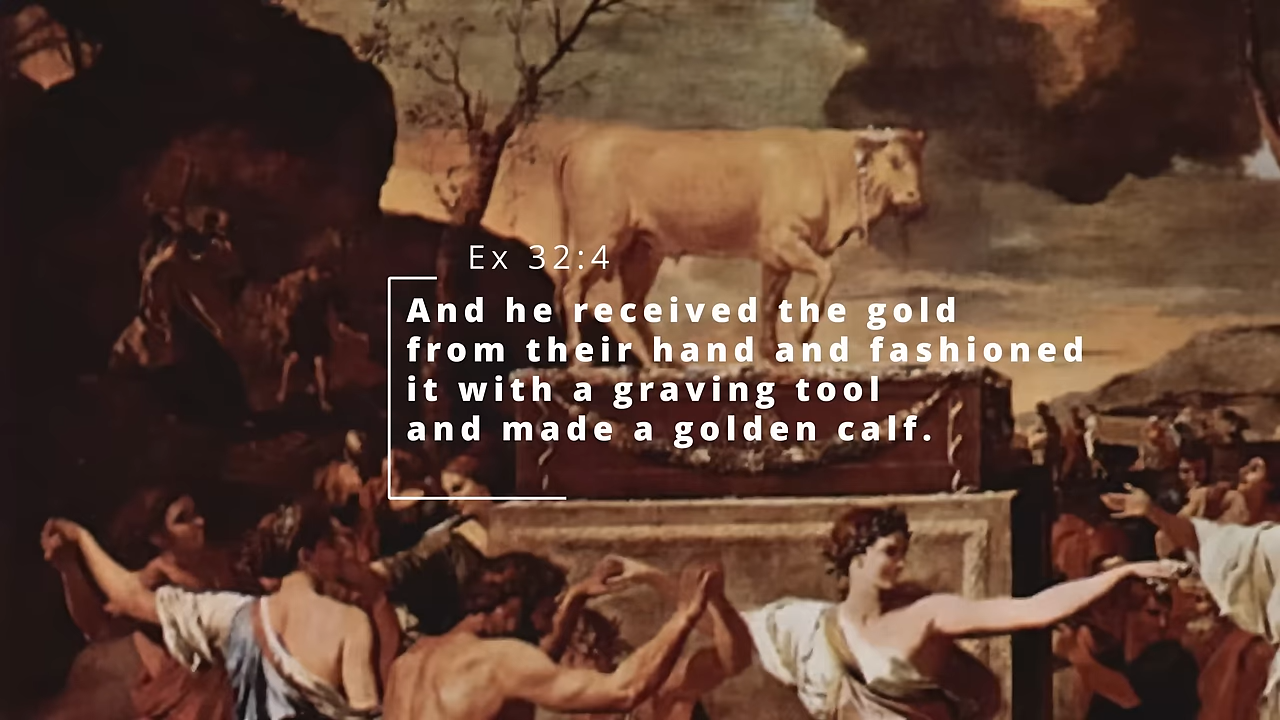 Ex 32:4
And he received the gold
from their hand and fashioned
it with a graving tool
and made a golden calf.